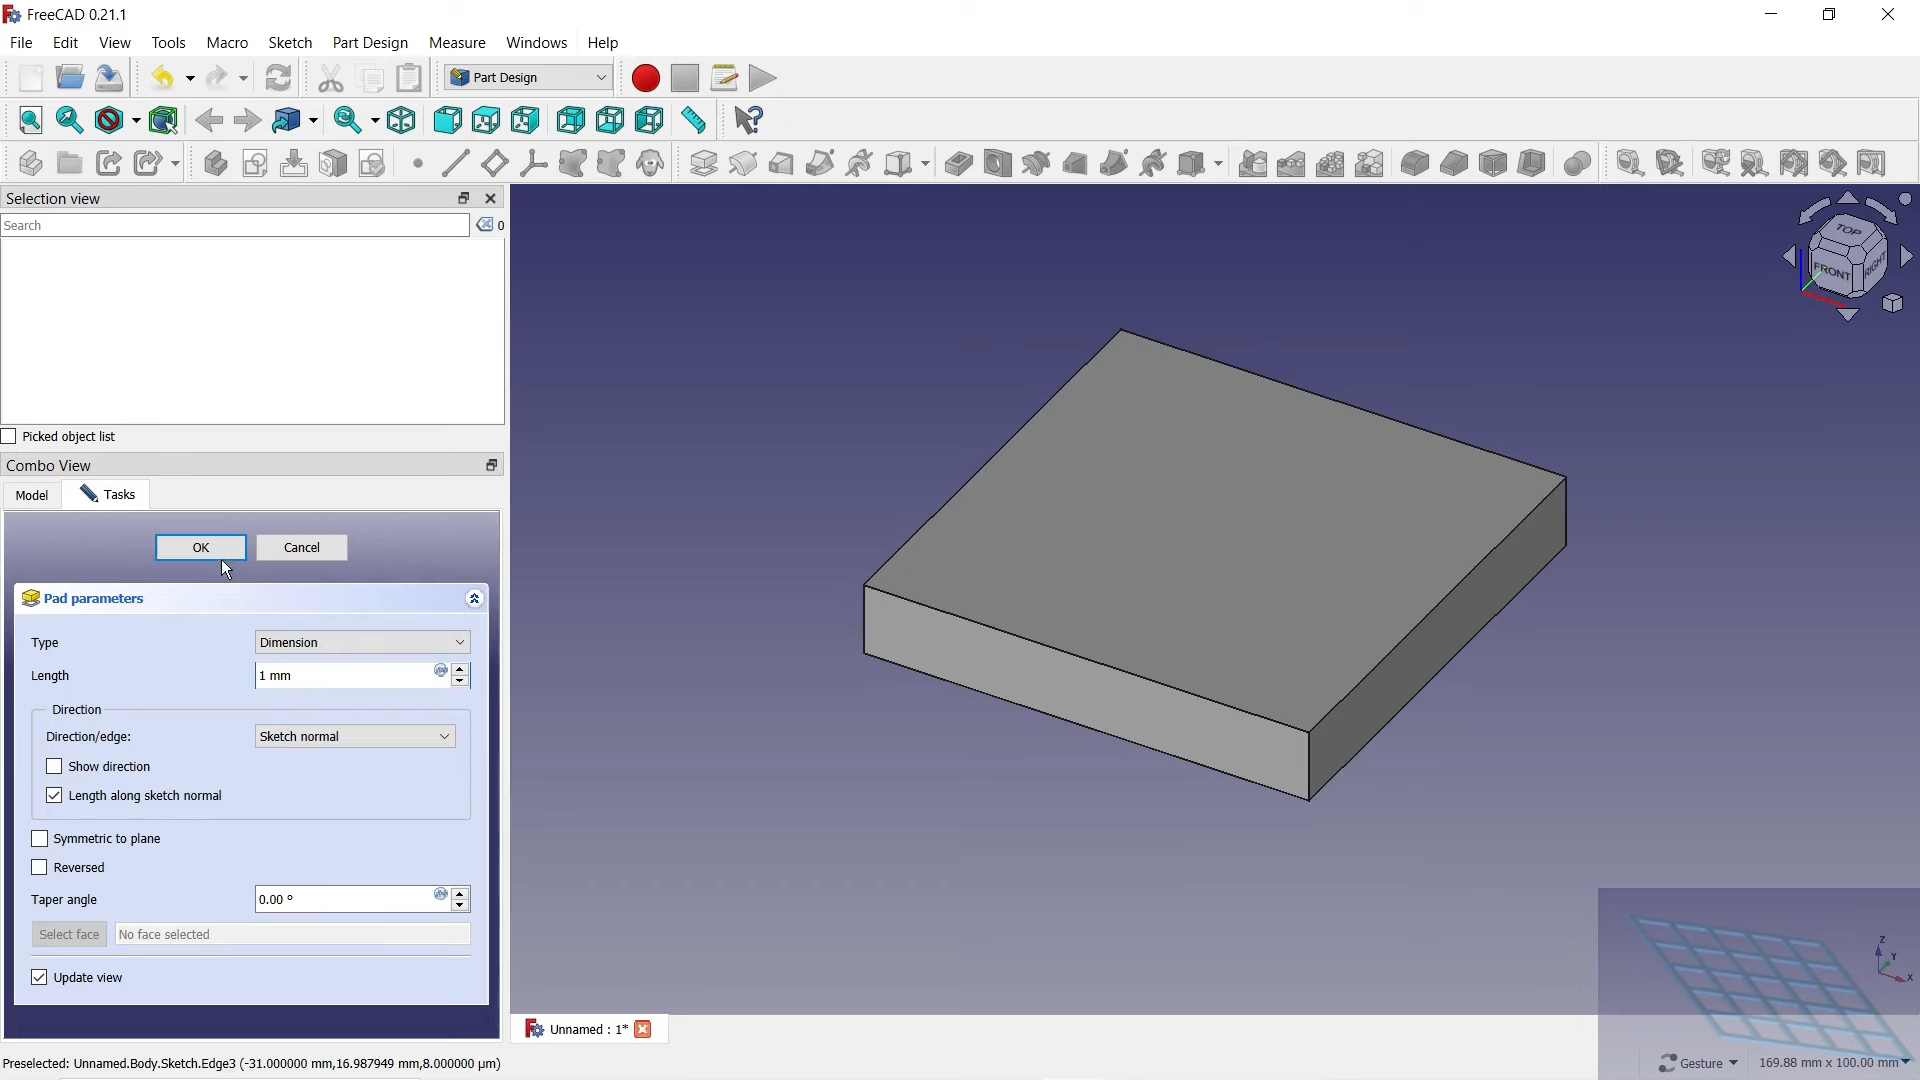 FreeCAD 0.21.1
File Edit View Tools Macro Sketch Part Design Measure Windows Help
Part Design
Selection view
Search
0
Picked object list
Combo View
Model Tasks
OK Cancel
Pad parameters
Type Dimension
Length 1 mm
Direction
Direction/edge: Sketch normal
Show direction
Length along sketch normal
Symmetric to plane
Reversed
Taper angle 0.00 °
Select face No face selected
Update view
TOP
FRONT RIGHT
Z
Y
X
Unnamed : 1*
Preselected: Unnamed.Body.Sketch.Edge3 (-31.000000 mm,16.987949 mm,8.000000 µm)
Gesture 169.88 mm x 100.00 mm